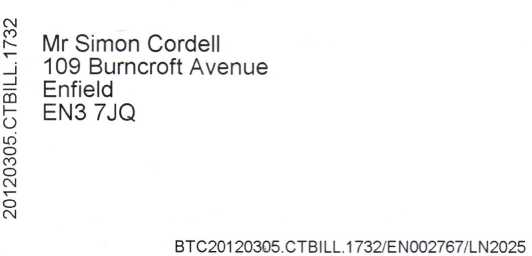 20120305.CTBILL.1732
Mr Simon Cordell
109 Burncroft Avenue
Enfield
EN3 7JQ
BTC20120305.CTBILL.1732/EN002767/LN2025